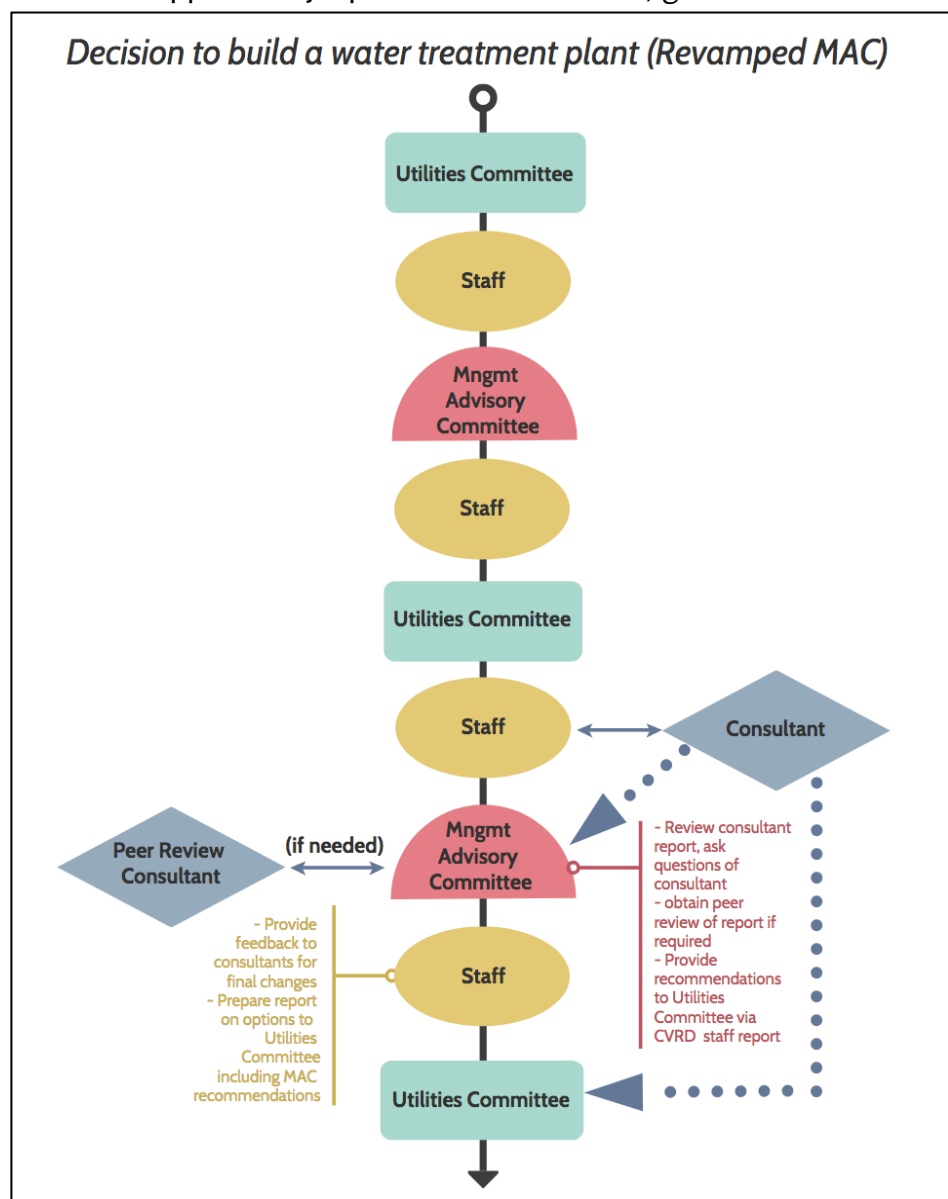 Decision to build a water treatment plant (Revamped MAC)
Utilities Committee
Staff
Mngmt
Advisory
Committee
Staff
Utilities Committee
Staff
Consultant
Peer Review
Consultant
(if needed)
Mngmt
Advisory
Committee
- Review consultant
report, ask
questions of
consultant
- obtain peer
review of report if
required
- Provide
recommendations
to Utilities
Committee via
CVRD staff report
- Provide
feedback to
consultants for
final changes
- Prepare report
on options to
Utilities
Committee
including MAC
recommendations
Staff
Utilities Committee